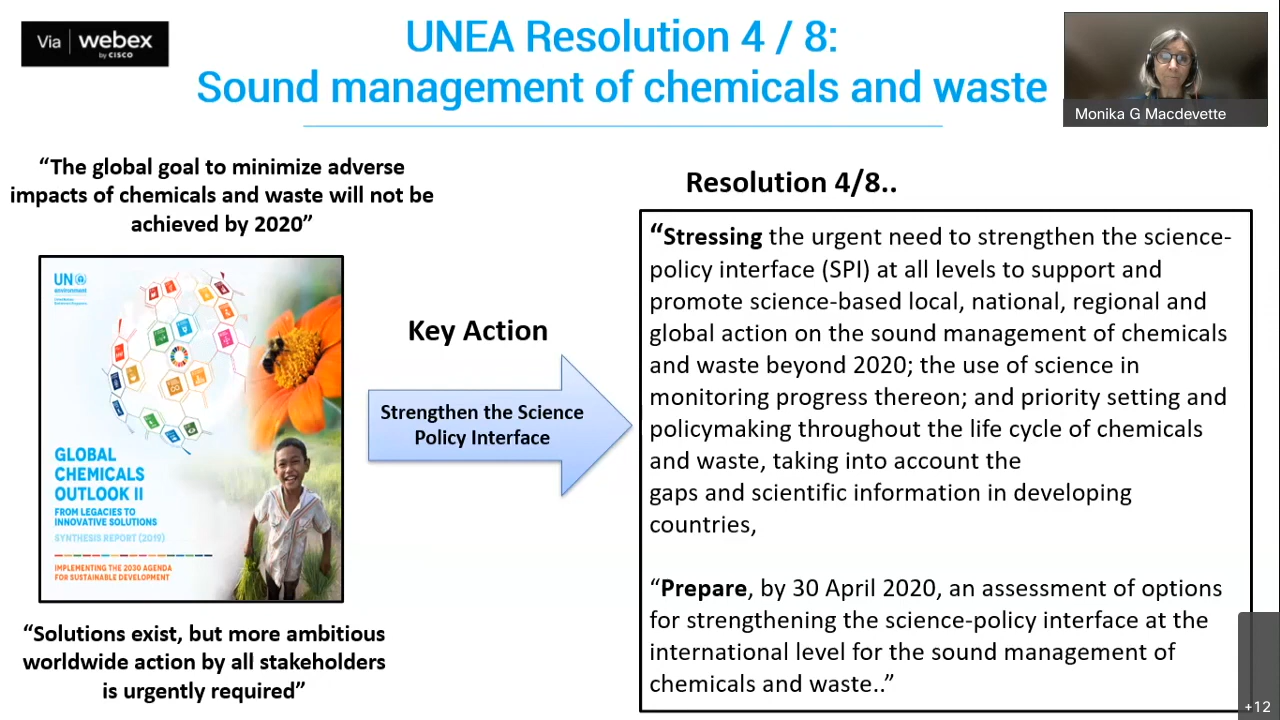 Via webex
by CISCO
UNEA Resolution 4 / 8:
Sound management of chemicals and waste
Monika G Macdevette
“The global goal to minimize adverse
impacts of chemicals and waste will not be
achieved by 2020”
UN
environment
GLOBAL
CHEMICALS
OUTLOOK II
FROM LEGACIES TO
INNOVATIVE SOLUTIONS
SYNTHESIS REPORT (2019)
IMPLEMENTING THE 2030 AGENDA
FOR SUSTAINABLE DEVELOPMENT
“Solutions exist, but more ambitious
worldwide action by all stakeholders
is urgently required”
Key Action
Strengthen the Science
Policy Interface
Resolution 4/8..
“Stressing the urgent need to strengthen the science-
policy interface (SPI) at all levels to support and
promote science-based local, national, regional and
global action on the sound management of chemicals
and waste beyond 2020; the use of science in
monitoring progress thereon; and priority setting and
policymaking throughout the life cycle of chemicals
and waste, taking into account the
gaps and scientific information in developing
countries,
“Prepare, by 30 April 2020, an assessment of options
for strengthening the science-policy interface at the
international level for the sound management of
chemicals and waste..”
+12